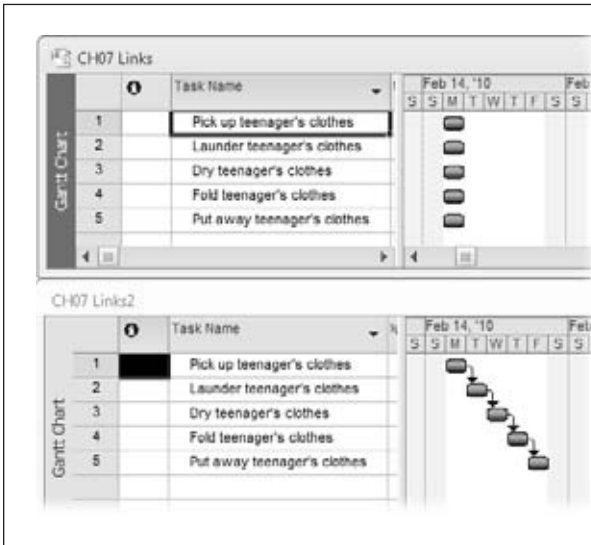 CH07 Links
Task Name
Feb 14, '10 Feb
S S M T W T F S S
1 Pick up teenager's clothes
2 Launder teenager's clothes
3 Dry teenager's clothes
4 Fold teenager's clothes
5 Put away teenager's clothes
Gantt Chart
CH07 Links2
Task Name
Feb 14, '10 Feb
S S M T W T F S S
1 Pick up teenager's clothes
2 Launder teenager's clothes
3 Dry teenager's clothes
4 Fold teenager's clothes
5 Put away teenager's clothes
Gantt Chart